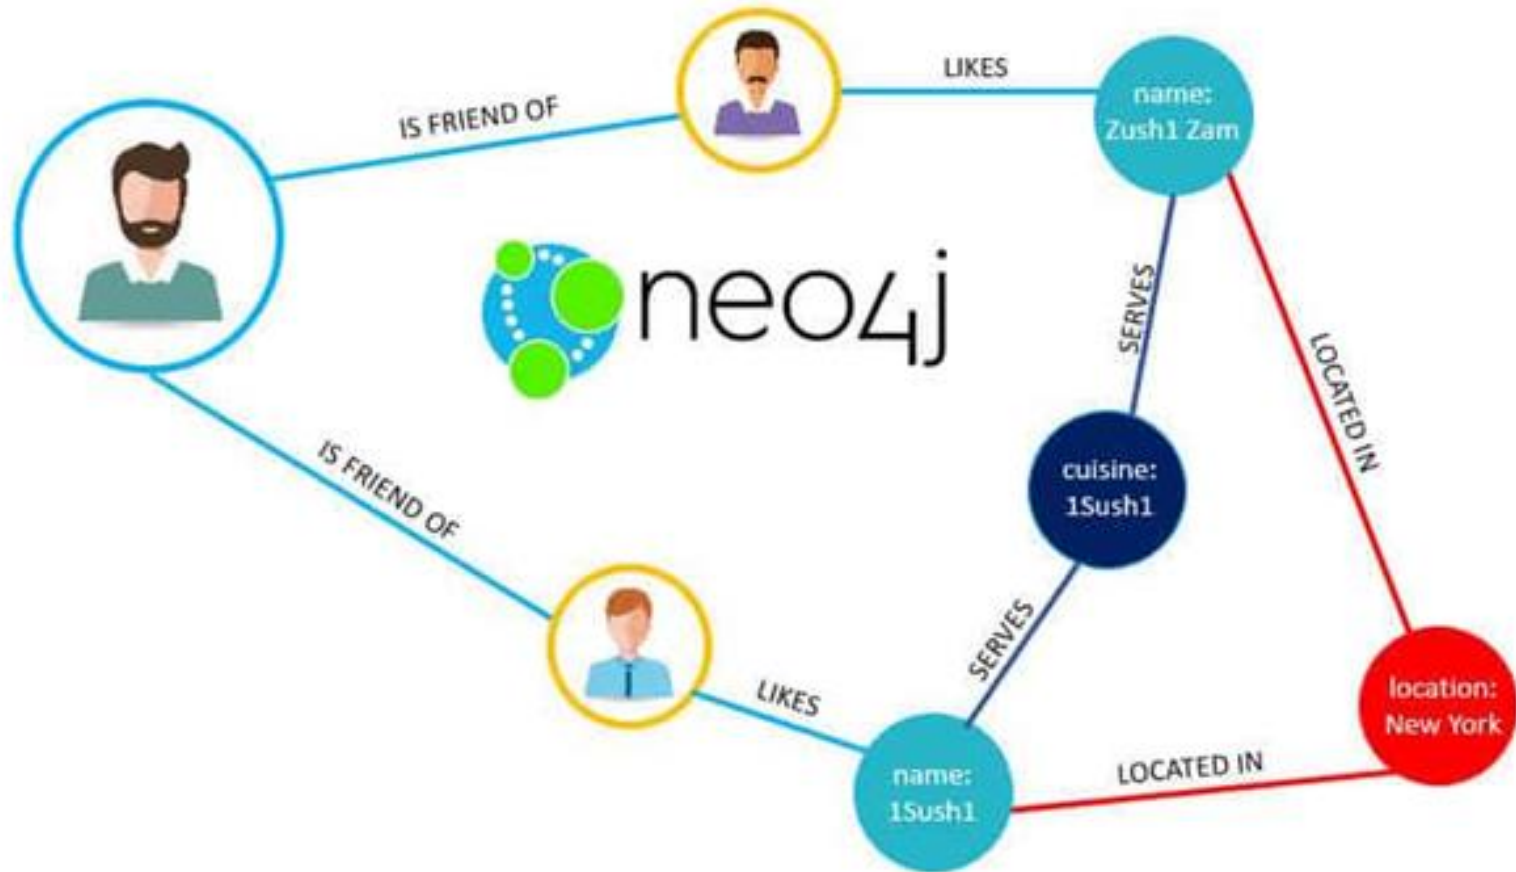 LIKES
name:
Zush1 Zam
IS FRIEND OF
neo4j
SERVES
LOCATED IN
cuisine:
1Sush1
IS FRIEND OF
SERVES
LIKES
location:
New York
name:
1Sush1
LOCATED IN